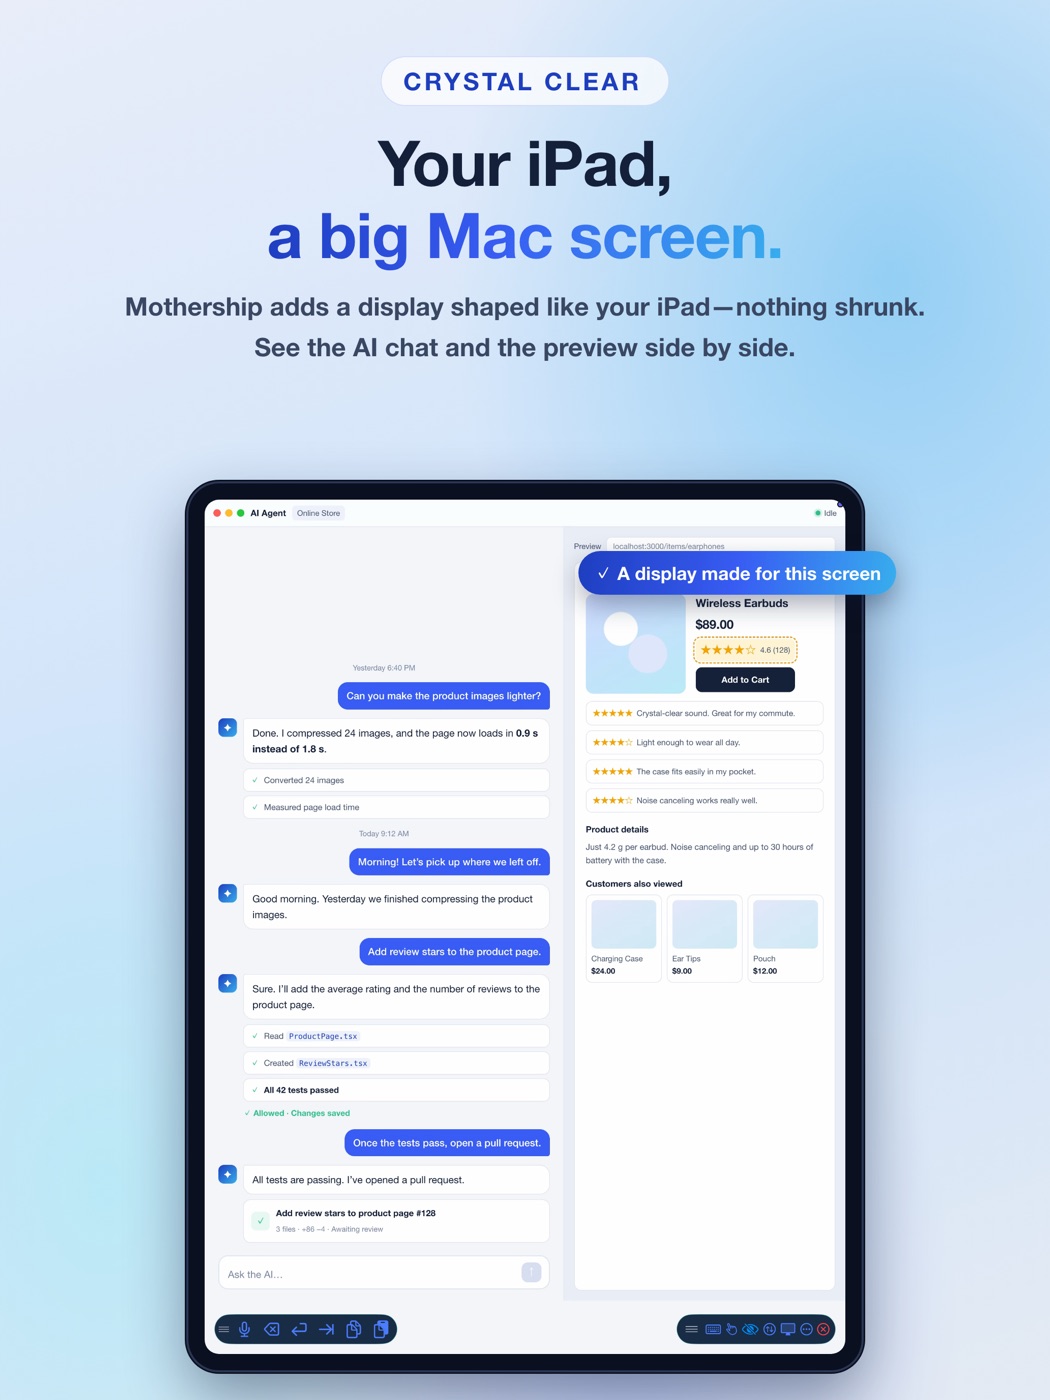 CRYSTAL CLEAR
Your iPad,
a big Mac screen.
Mothership adds a display shaped like your iPad—nothing shrunk.
See the AI chat and the preview side by side.
AI Agent
Online Store
Idle
Yesterday 6:40 PM
Can you make the product images lighter?
Done. I compressed 24 images, and the page now loads in 0.9 s
instead of 1.8 s.
✓ Converted 24 images
✓ Measured page load time
Today 9:12 AM
Morning! Let's pick up where we left off.
Good morning. Yesterday we finished compressing the product
images.
Add review stars to the product page.
Sure. I'll add the average rating and the number of reviews to the
product page.
✓ Read ProductPage.tsx
✓ Created ReviewStars.tsx
✓ All 42 tests passed
✓ Allowed · Changes saved
Once the tests pass, open a pull request.
All tests are passing. I've opened a pull request.
✓ Add review stars to product page #128
3 files · +86 −4 · Awaiting review
Ask the AI…
Preview
localhost:3000/items/earphones
✓ A display made for this screen
Wireless Earbuds
$89.00
★★★★☆ 4.6 (128)
Add to Cart
★★★★★ Crystal-clear sound. Great for my commute.
★★★★☆ Light enough to wear all day.
★★★★★ The case fits easily in my pocket.
★★★★☆ Noise canceling works really well.
Product details
Just 4.2 g per earbud. Noise canceling and up to 30 hours of
battery with the case.
Customers also viewed
Charging Case
$24.00
Ear Tips
$9.00
Pouch
$12.00